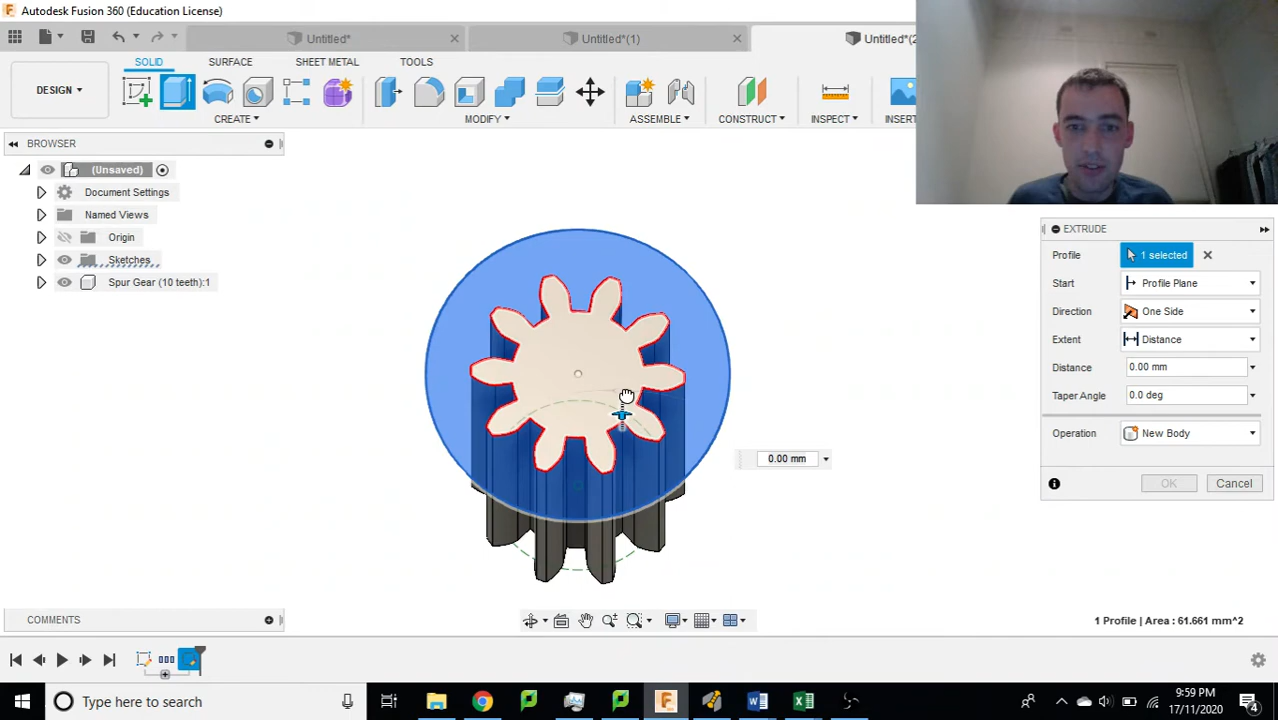 Autodesk Fusion 360 (Education License)
Untitled*
Untitled*(1)
Untitled*(2
SOLID
SURFACE
SHEET METAL
TOOLS
DESIGN
CREATE
MODIFY
ASSEMBLE
CONSTRUCT
INSPECT
INSERT
BROWSER
(Unsaved)
Document Settings
Named Views
Origin
Sketches
Spur Gear (10 teeth):1
EXTRUDE
Profile
1 selected
Start
Profile Plane
Direction
One Side
Extent
Distance
Distance
0.00 mm
Taper Angle
0.0 deg
Operation
New Body
OK
Cancel
0.00 mm
COMMENTS
1 Profile | Area : 61.661 mm^2
Type here to search
9:59 PM
17/11/2020
4